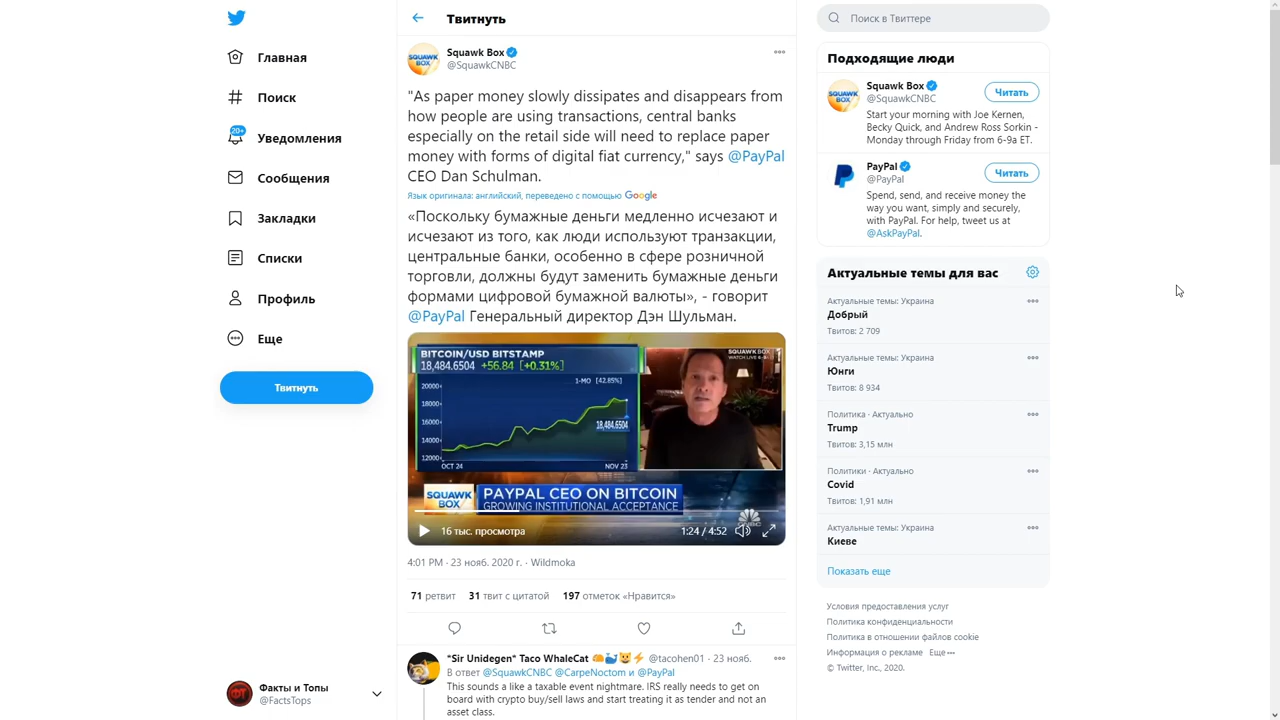 Главная
Поиск
20+
Уведомления
Сообщения
Закладки
Списки
Профиль
Еще
Твитнуть
Факты и Топы
@FactsTops
Твитнуть
SQUAWK
BOX
Squawk Box
@SquawkCNBC
"As paper money slowly dissipates and disappears from
how people are using transactions, central banks
especially on the retail side will need to replace paper
money with forms of digital fiat currency," says @PayPal
CEO Dan Schulman.
Язык оригинала: английский, переведено с помощью Google
«Поскольку бумажные деньги медленно исчезают и
исчезают из того, как люди используют транзакции,
центральные банки, особенно в сфере розничной
торговли, должны будут заменить бумажные деньги
формами цифровой бумажной валюты», - говорит
@PayPal Генеральный директор Дэн Шульман.
BITCOIN/USD BITSTAMP
18,484.6504 +56.84 [+0.31%]
1-MO [42.85%]
20000
18000
16000
14000
12000
18,484.6504
OCT 24 NOV 23
SQUAWK BOX
WATCH LIVE 6-9a
SQUAWK
BOX
PAYPAL CEO ON BITCOIN
GROWING INSTITUTIONAL ACCEPTANCE
16 тыс. просмотра
1:24 / 4:52
4:01 PM · 23 нояб. 2020 г. · Wildmoka
71 ретвит 31 твит с цитатой 197 отметок «Нравится»
*Sir Unidegen* Taco WhaleCat 🌮🐳😺⚡ @tacohen01 · 23 нояб.
В ответ @SquawkCNBC @CarpeNoctom и @PayPal
This sounds a like a taxable event nightmare. IRS really needs to get on
board with crypto buy/sell laws and start treating it as tender and not an
asset class.
Поиск в Твиттере
Подходящие люди
SQUAWK
BOX
Squawk Box
@SquawkCNBC
Читать
Start your morning with Joe Kernen,
Becky Quick, and Andrew Ross Sorkin -
Monday through Friday from 6-9a ET.
PayPal
@PayPal
Читать
Spend, send, and receive money the
way you want, simply and securely,
with PayPal. For help, tweet us at
@AskPayPal.
Актуальные темы для вас
Актуальные темы: Украина
Добрый
Твитов: 2 709
Актуальные темы: Украина
Юнги
Твитов: 8 934
Политика · Актуально
Trump
Твитов: 3,15 млн
Политики · Актуально
Covid
Твитов: 1,91 млн
Актуальные темы: Украина
Киеве
Показать еще
Условия предоставления услуг
Политика конфиденциальности
Политика в отношении файлов cookie
Информация о рекламе Еще
© Twitter, Inc., 2020.